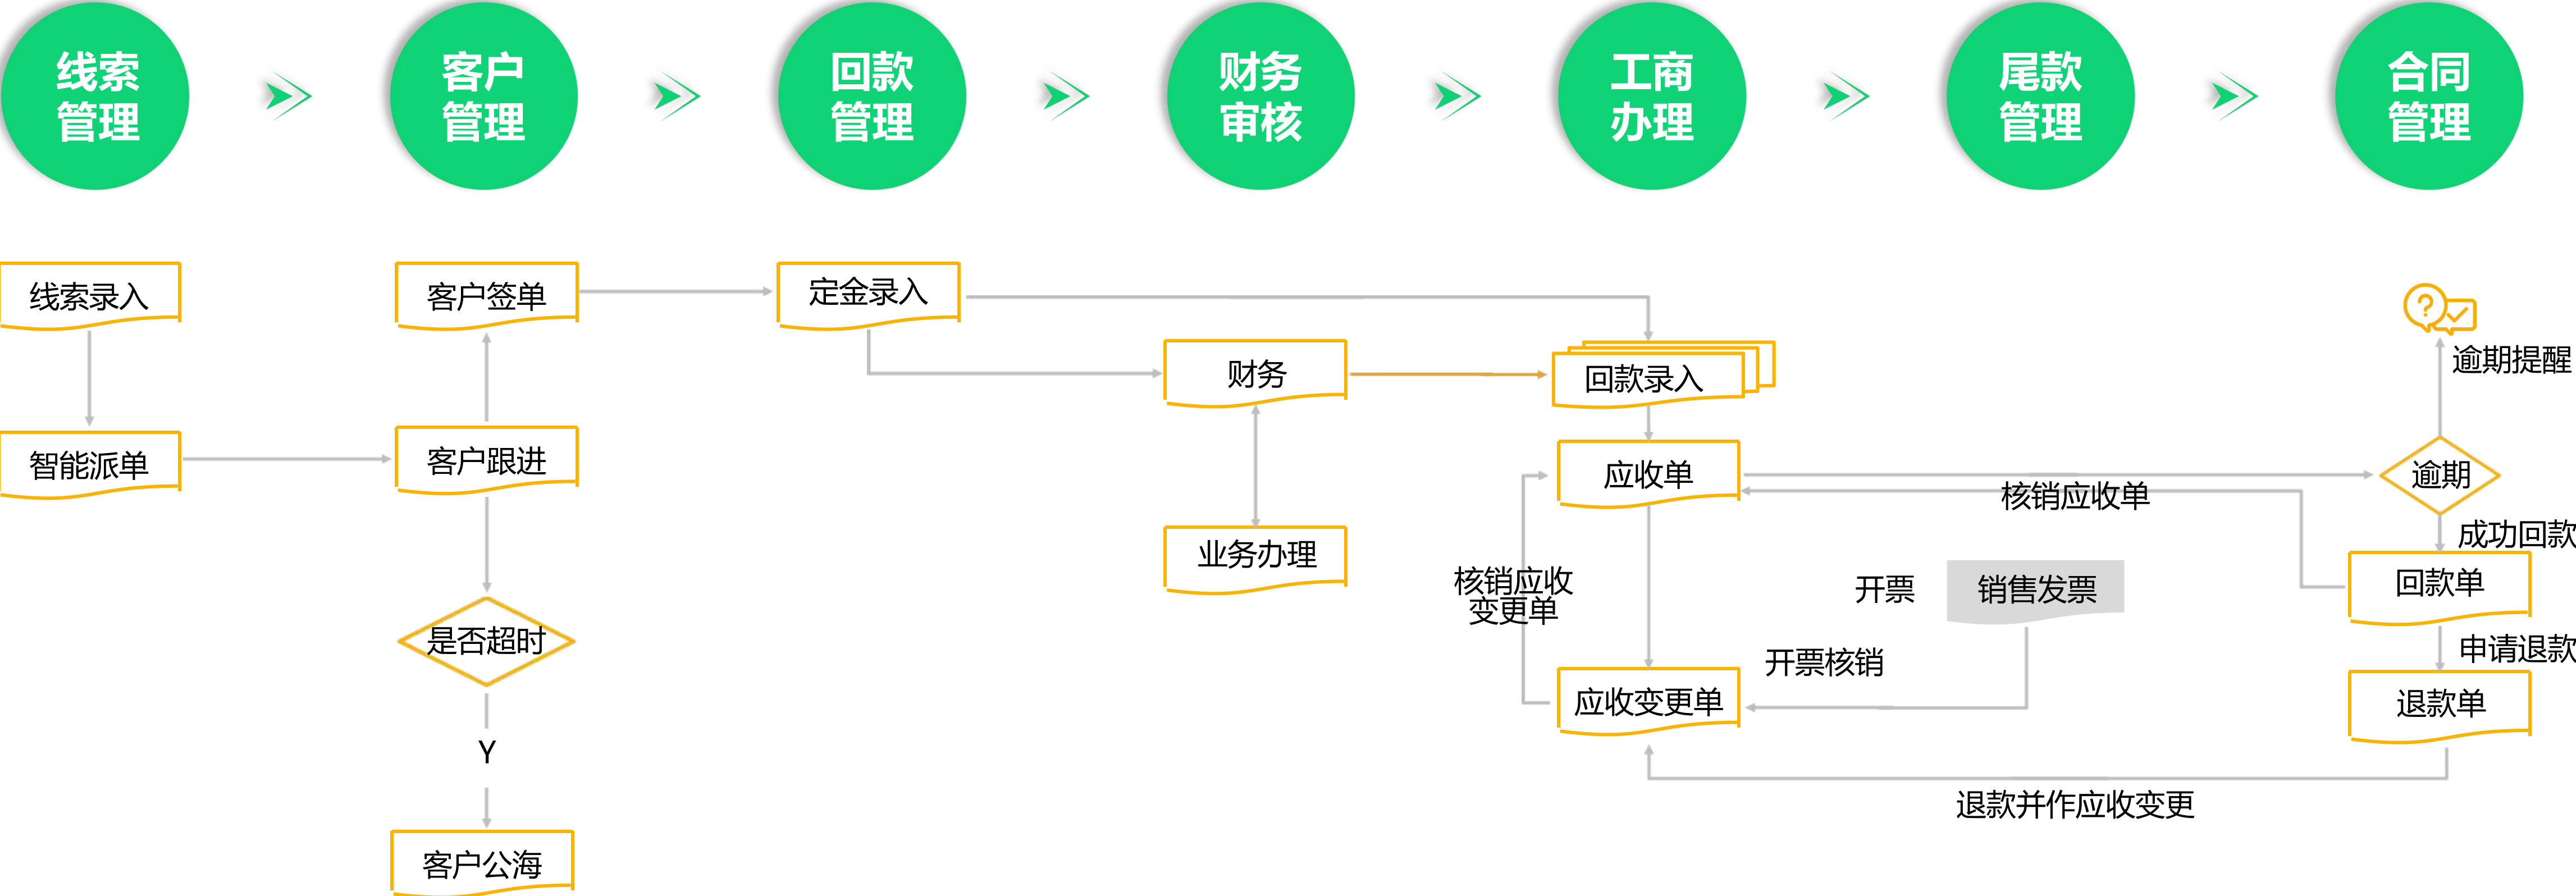 线索
管理
客户
管理
回款
管理
财务
审核
工商
办理
尾款
管理
合同
管理
线索录入
客户签单
定金录入
逾期提醒
财务
回款录入
智能派单
客户跟进
应收单
逾期
核销应收单
成功回款
业务办理
核销应收
变更单
开票
销售发票
回款单
是否超时
申请退款
开票核销
应收变更单
退款单
Y
退款并作应收变更
客户公海